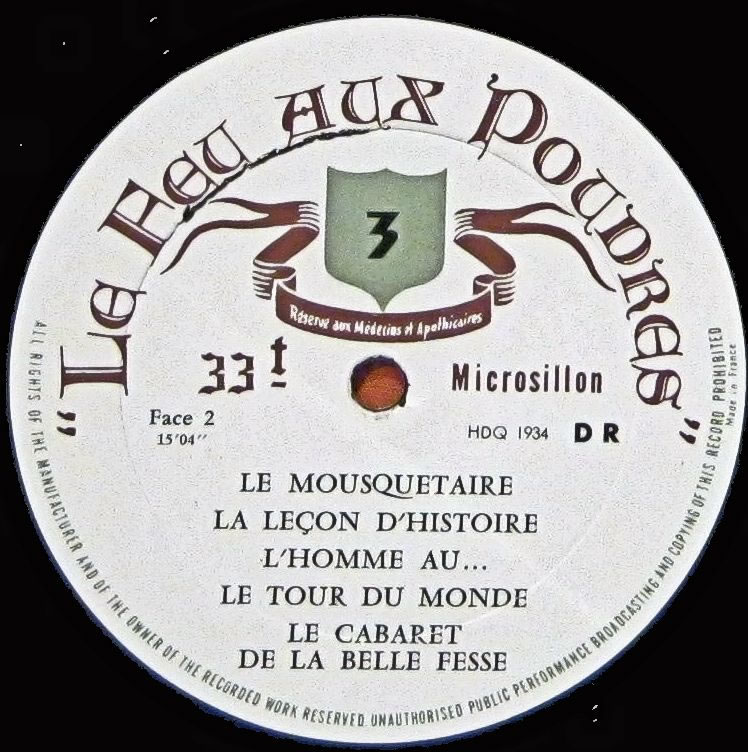 "Le Feu Aux Poudres"
3
Réservé aux Médecins et Apothicaires
33 t
Microsillon
Face 2
15'04''
HDQ 1934 DR
LE MOUSQUETAIRE
LA LEÇON D'HISTOIRE
L'HOMME AU...
LE TOUR DU MONDE
LE CABARET
DE LA BELLE FESSE
ALL RIGHTS OF THE MANUFACTURER AND OF THE OWNER OF THE RECORDED WORK RESERVED. UNAUTHORISED PUBLIC PERFORMANCE BROADCASTING AND COPYING OF THIS RECORD PROHIBITED
Made in France